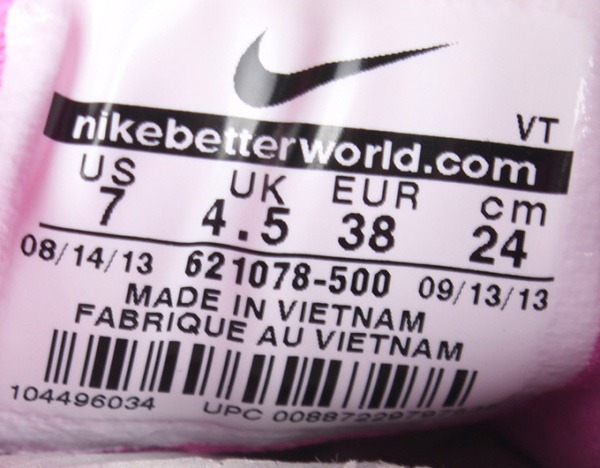 VT
nikebetterworld.com
US UK EUR cm
7 4.5 38 24
08/14/13 621078-500 09/13/13
MADE IN VIETNAM
FABRIQUE AU VIETNAM
104496034 UPC